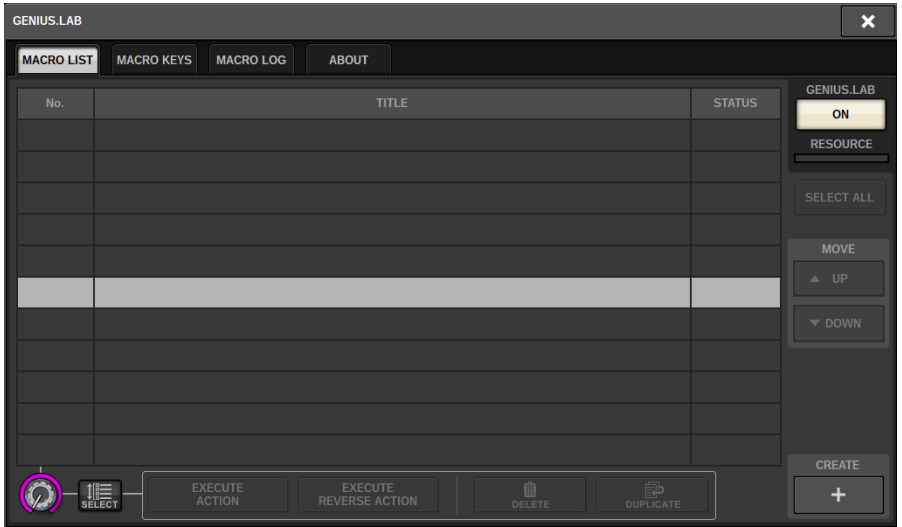 GENIUS.LAB
MACRO LIST MACRO KEYS MACRO LOG ABOUT
No. TITLE STATUS
GENIUS.LAB
ON
RESOURCE
SELECT ALL
MOVE
UP
DOWN
CREATE
SELECT
EXECUTE
ACTION
EXECUTE
REVERSE ACTION
DELETE
DUPLICATE